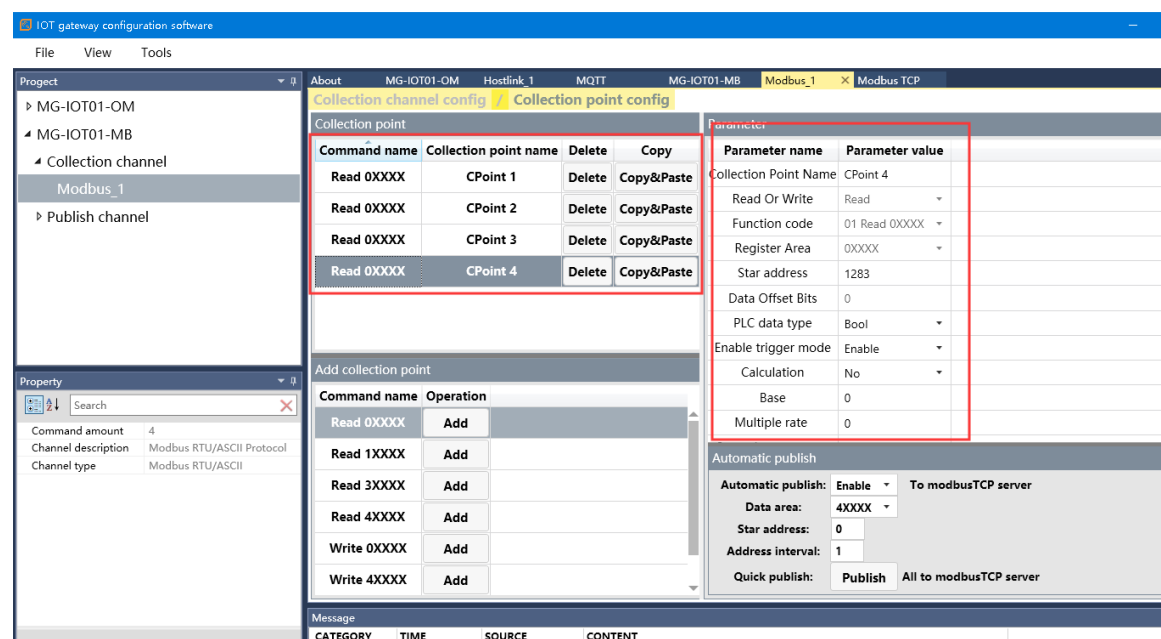 IOT gateway configuration software
File View Tools
Progect
MG-IOT01-OM
MG-IOT01-MB
Collection channel
Modbus_1
Publish channel
Property
Search
Command amount 4
Channel description Modbus RTU/ASCII Protocol
Channel type Modbus RTU/ASCII
About MG-IOT01-OM Hostlink_1 MQTT MG-IOT01-MB Modbus_1 Modbus TCP
Collection channel config / Collection point config
Collection point
Command name Collection point name Delete Copy
Read 0XXXX CPoint 1 Delete Copy&Paste
Read 0XXXX CPoint 2 Delete Copy&Paste
Read 0XXXX CPoint 3 Delete Copy&Paste
Read 0XXXX CPoint 4 Delete Copy&Paste
Add collection point
Command name Operation
Read 0XXXX Add
Read 1XXXX Add
Read 3XXXX Add
Read 4XXXX Add
Write 0XXXX Add
Write 4XXXX Add
Parameter
Parameter name Parameter value
Collection Point Name CPoint 4
Read Or Write Read
Function code 01 Read 0XXXX
Register Area 0XXXX
Star address 1283
Data Offset Bits 0
PLC data type Bool
Enable trigger mode Enable
Calculation No
Base 0
Multiple rate 0
Automatic publish
Automatic publish: Enable To modbusTCP server
Data area: 4XXXX
Star address: 0
Address interval: 1
Quick publish: Publish All to modbusTCP server
Message
CATEGORY TIME SOURCE CONTENT